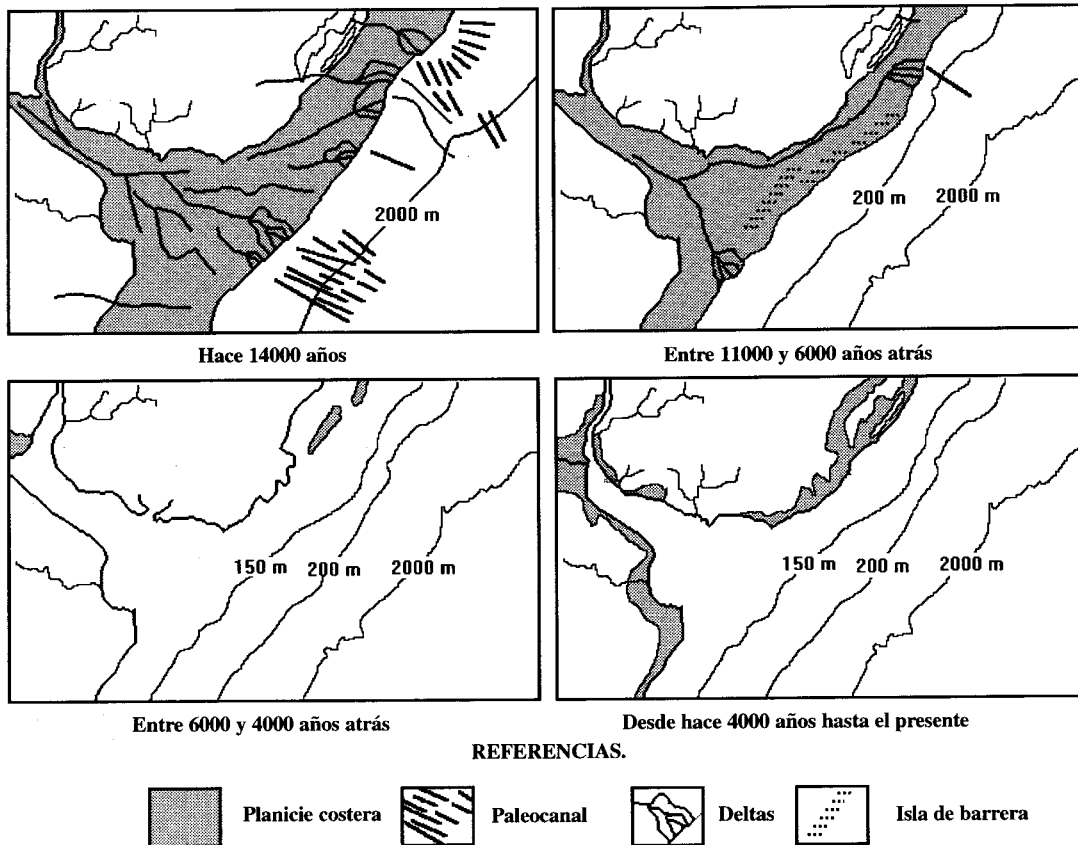 2000 m
Hace 14000 años
200 m
2000 m
Entre 11000 y 6000 años atrás
150 m
200 m
2000 m
Entre 6000 y 4000 años atrás
150 m
200 m
2000 m
Desde hace 4000 años hasta el presente
REFERENCIAS.
Planicie costera
Paleocanal
Deltas
Isla de barrera